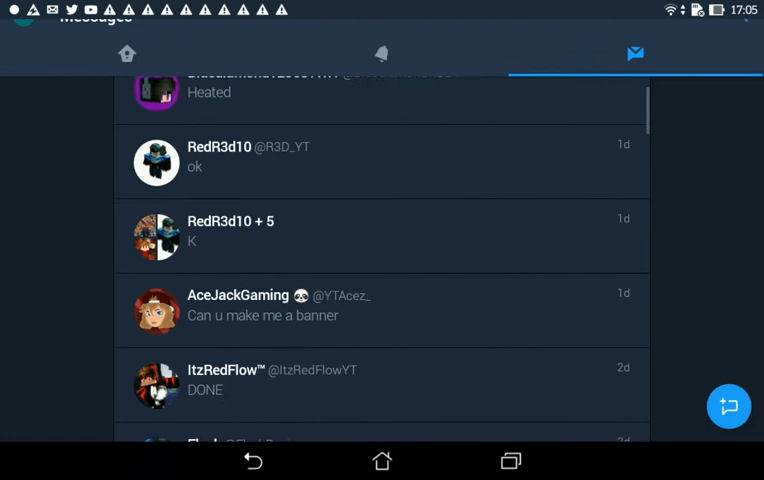 17:05
Messages
Heated
RedR3d10 @R3D_YT 1d
ok
RedR3d10 + 5 1d
K
AceJackGaming 🐼 @YTAcez_ 1d
Can u make me a banner
ItzRedFlow™ @ItzRedFlowYT 2d
DONE